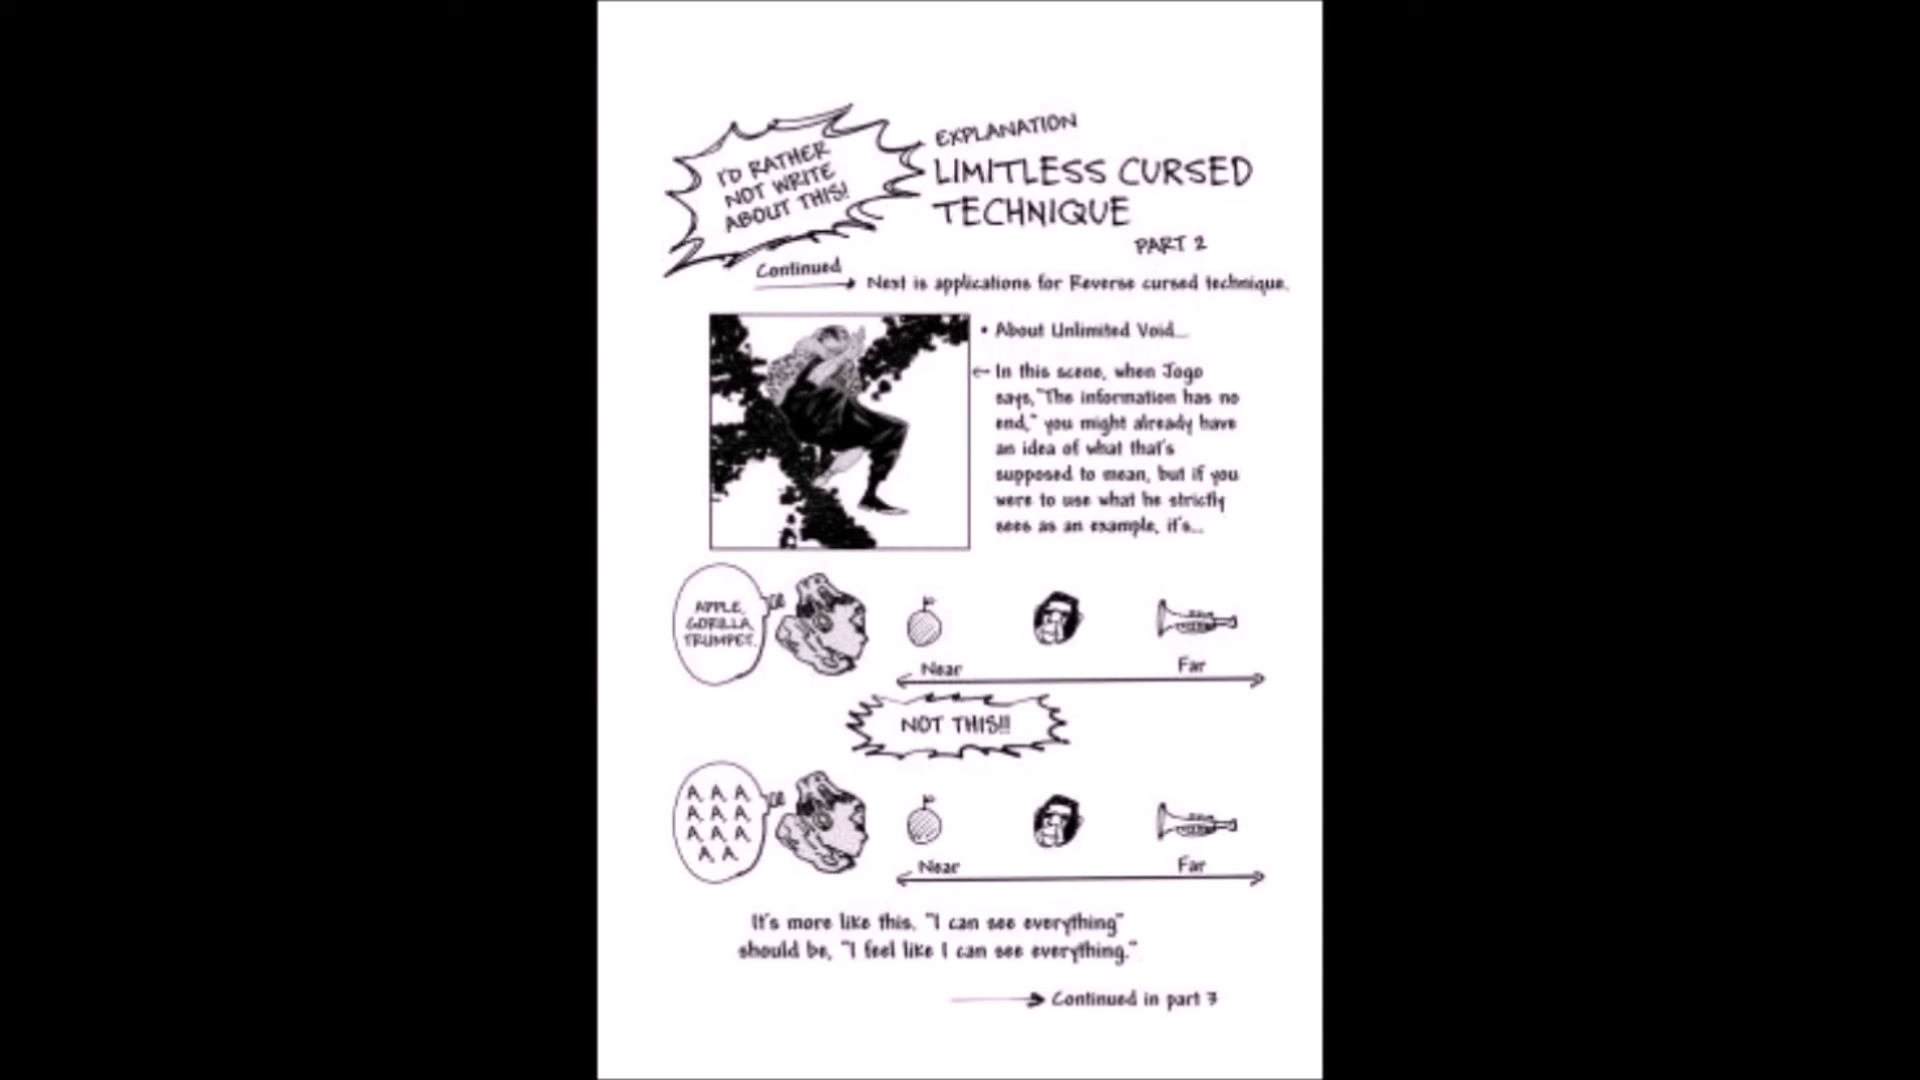 I'D RATHER
NOT WRITE
ABOUT THIS!
EXPLANATION
LIMITLESS CURSED
TECHNIQUE
PART 2
Continued
Next is applications for Reverse cursed technique.
• About Unlimited Void...
In this scene, when Jogo
says, "The information has no
end," you might already have
an idea of what that's
supposed to mean, but if you
were to use what he strictly
sees as an example, it's...
APPLE,
GORILLA,
TRUMPET.
Near
Far
NOT THIS!!
A A A
A A A
A A A
A A
Near
Far
It's more like this. "I can see everything"
should be, "I feel like I can see everything."
Continued in part 3